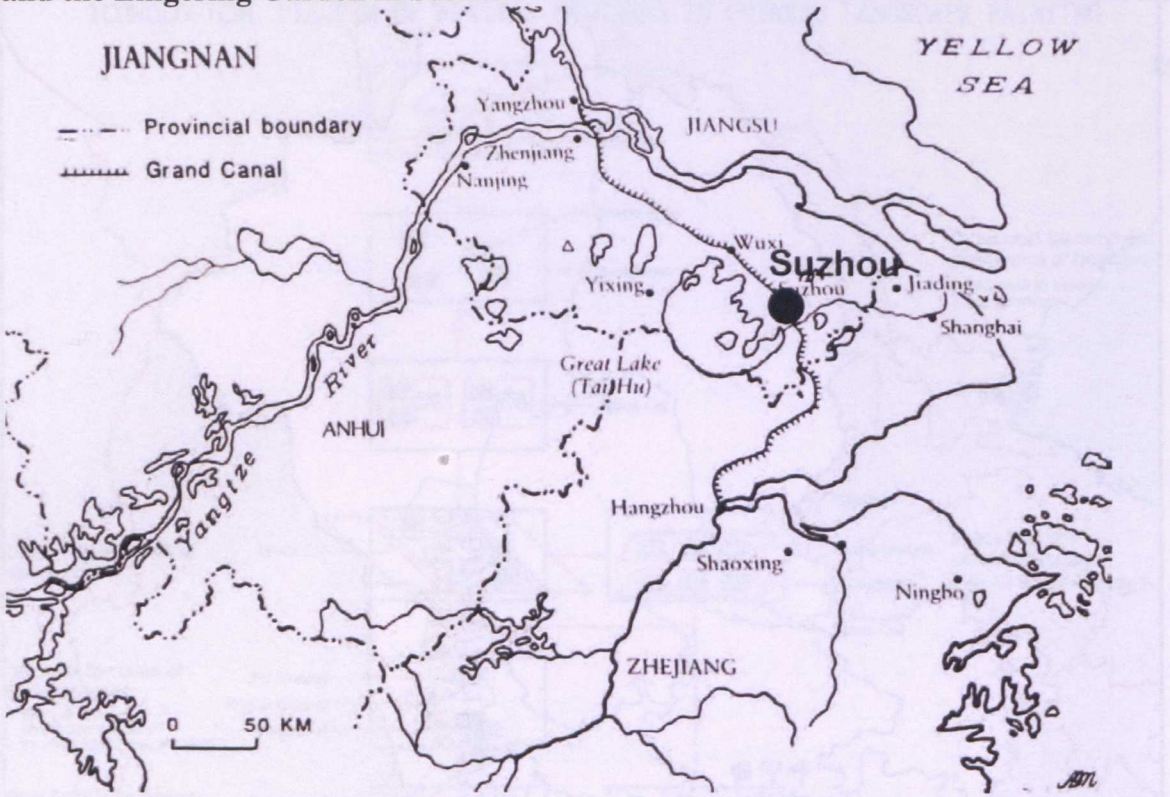 JIANGNAN
Provincial boundary
Grand Canal
YELLOW
SEA
Yangzhou
JIANGSU
Zhenjiang
Nanjing
Wuxi
Suzhou
Suzhou
Jiading
Yixing
Shanghai
Great Lake
(Tai Hu)
River
ANHUI
Yangtze
Hangzhou
Shaoxing
Ningbo
ZHEJIANG
0 50 KM